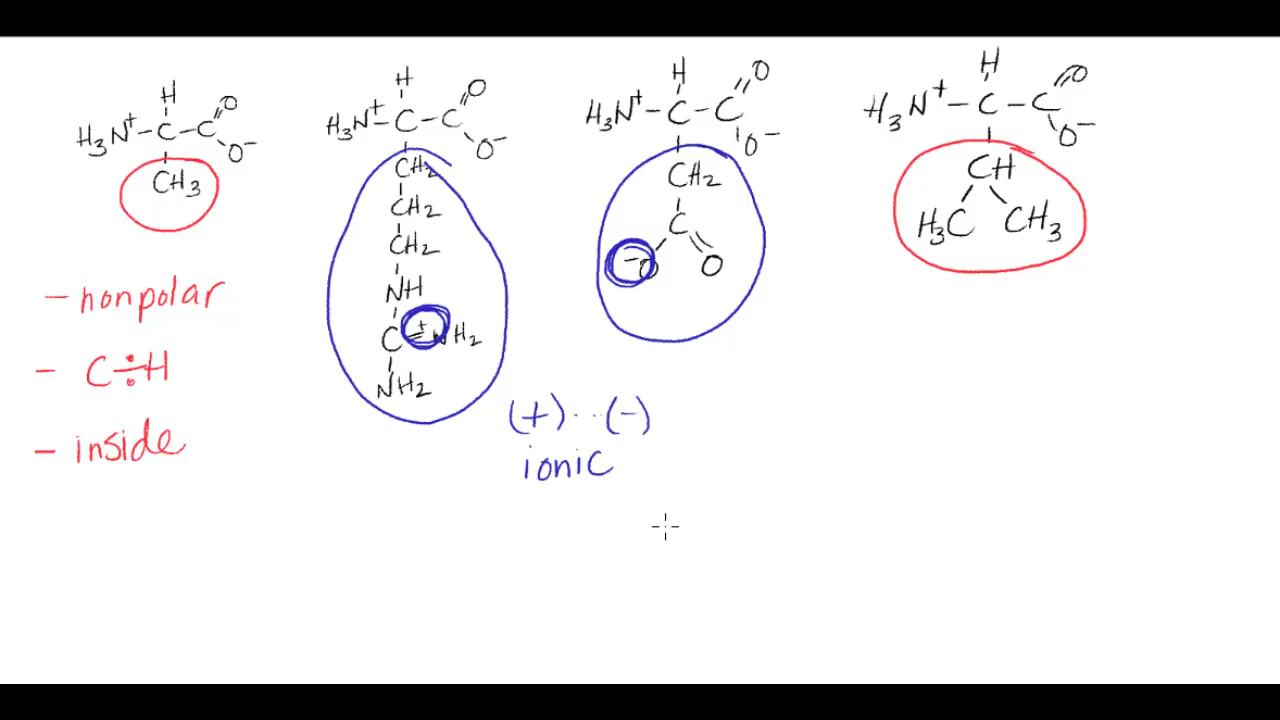 H
H₃N⁺-C-C=O
O⁻
CH₃
H
H₃N⁺-C-C=O
O⁻
CH₂
CH₂
CH₂
NH
C=⁺NH₂
NH₂
H
H₃N⁺-C-C=O
O⁻
CH₂
C
⁻O O
H
H₃N⁺-C-C=O
O⁻
CH
H₃C CH₃
- nonpolar
- C÷H
- inside
(+)...(-)
ionic